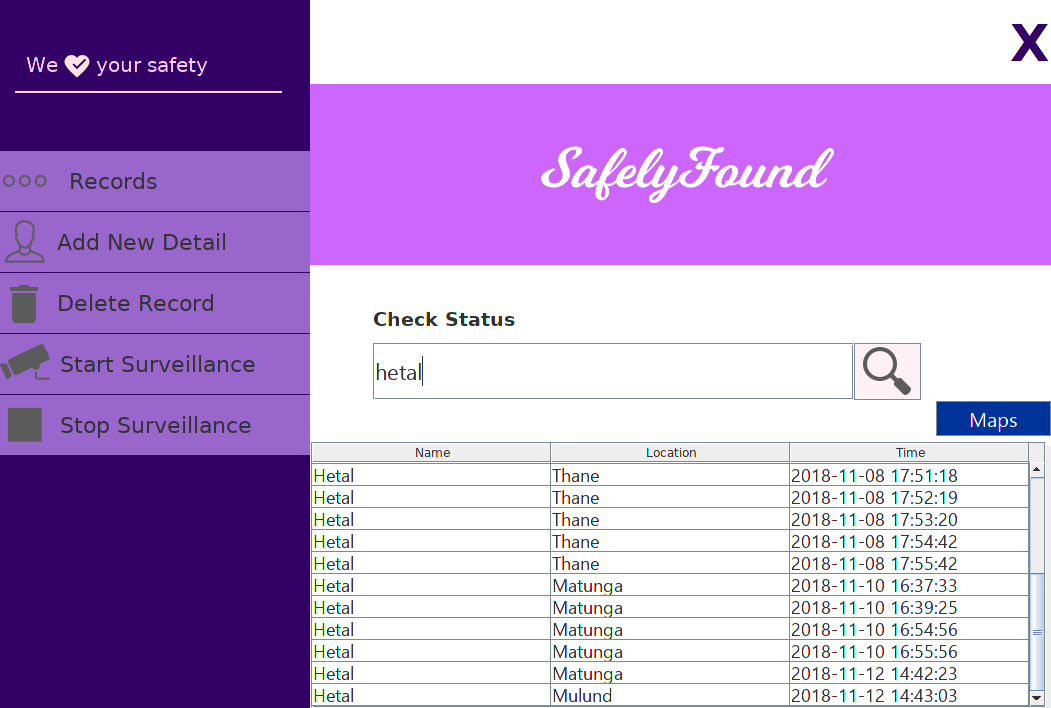 We your safety
X
SafelyFound
Records
Add New Detail
Delete Record
Start Surveillance
Stop Surveillance
Check Status
hetal
Maps
Name Location Time
Hetal Thane 2018-11-08 17:51:18
Hetal Thane 2018-11-08 17:52:19
Hetal Thane 2018-11-08 17:53:20
Hetal Thane 2018-11-08 17:54:42
Hetal Thane 2018-11-08 17:55:42
Hetal Matunga 2018-11-10 16:37:33
Hetal Matunga 2018-11-10 16:39:25
Hetal Matunga 2018-11-10 16:54:56
Hetal Matunga 2018-11-10 16:55:56
Hetal Matunga 2018-11-12 14:42:23
Hetal Mulund 2018-11-12 14:43:03